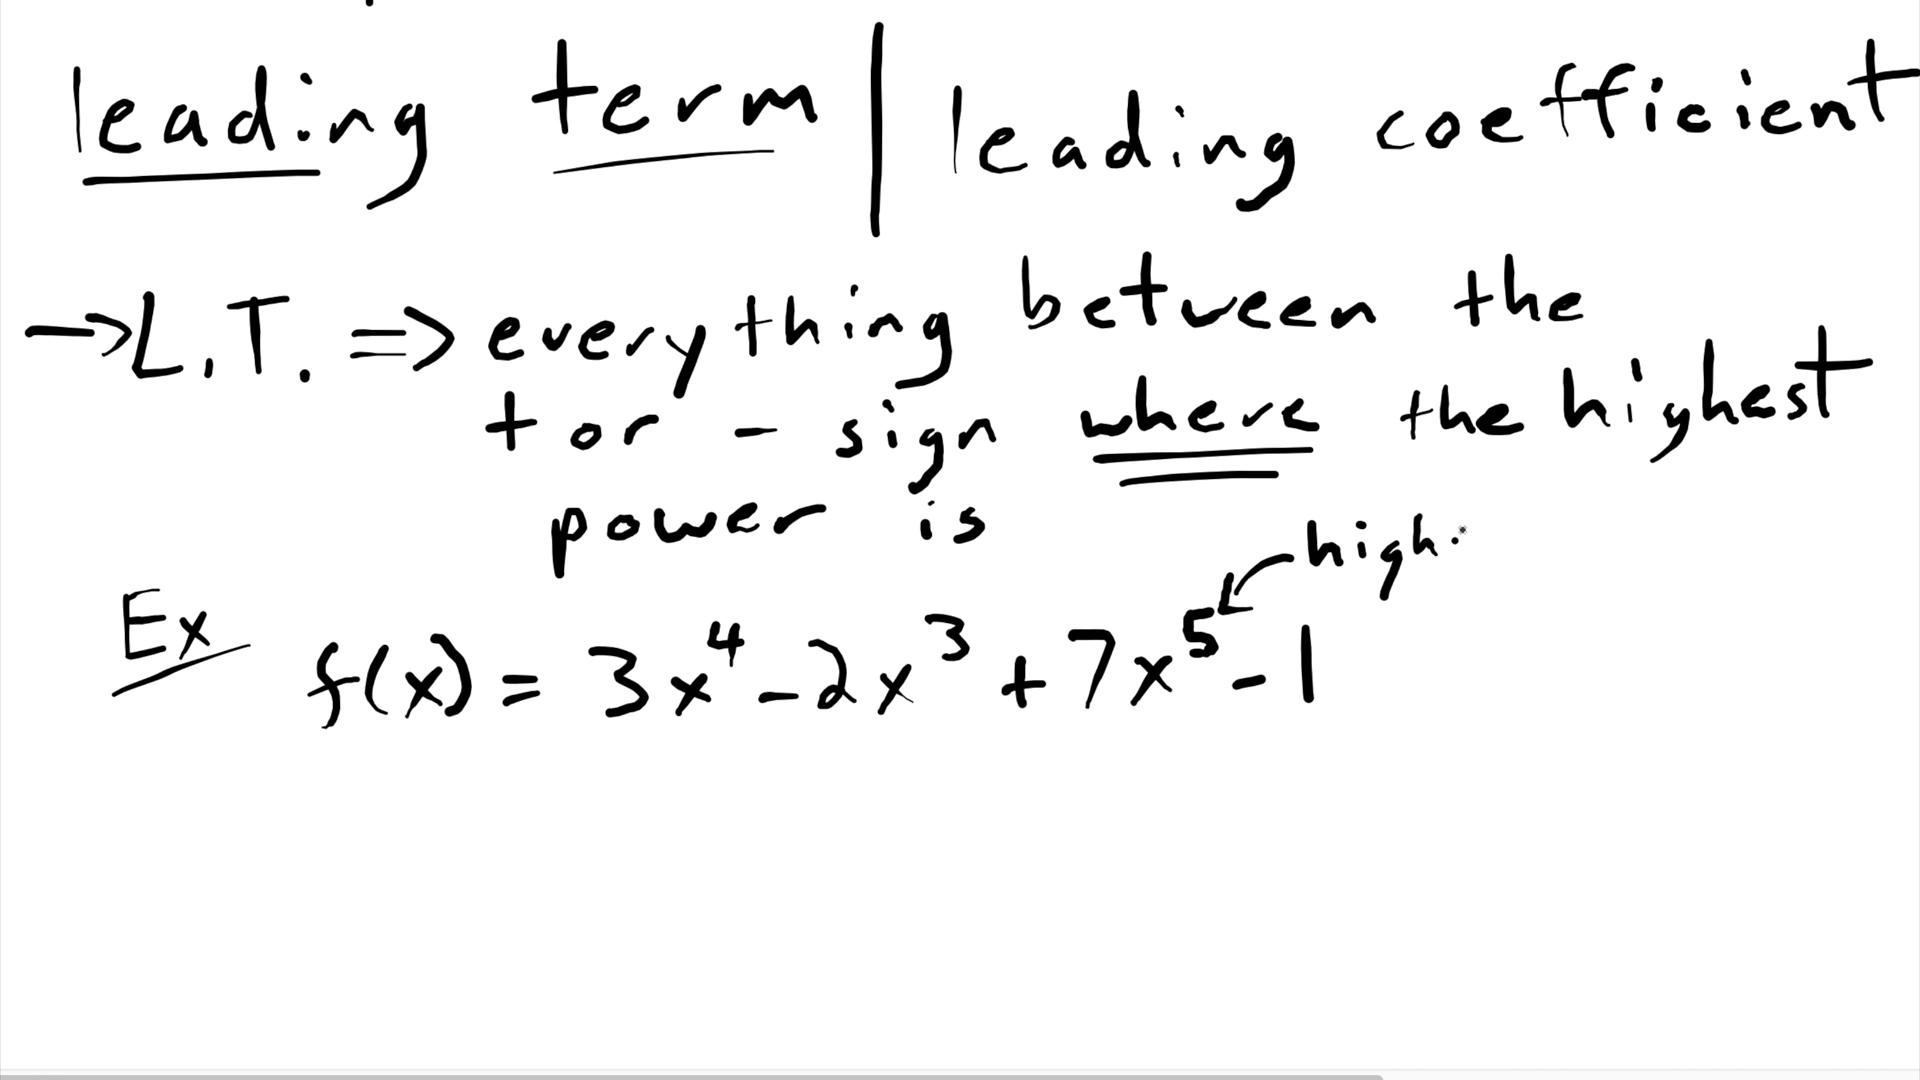 leading term | leading coefficient
→ L.T. ⇒ everything between the
+ or - sign where the highest
power is
high
Ex f(x) = 3x⁴ - 2x³ + 7x⁵ - 1